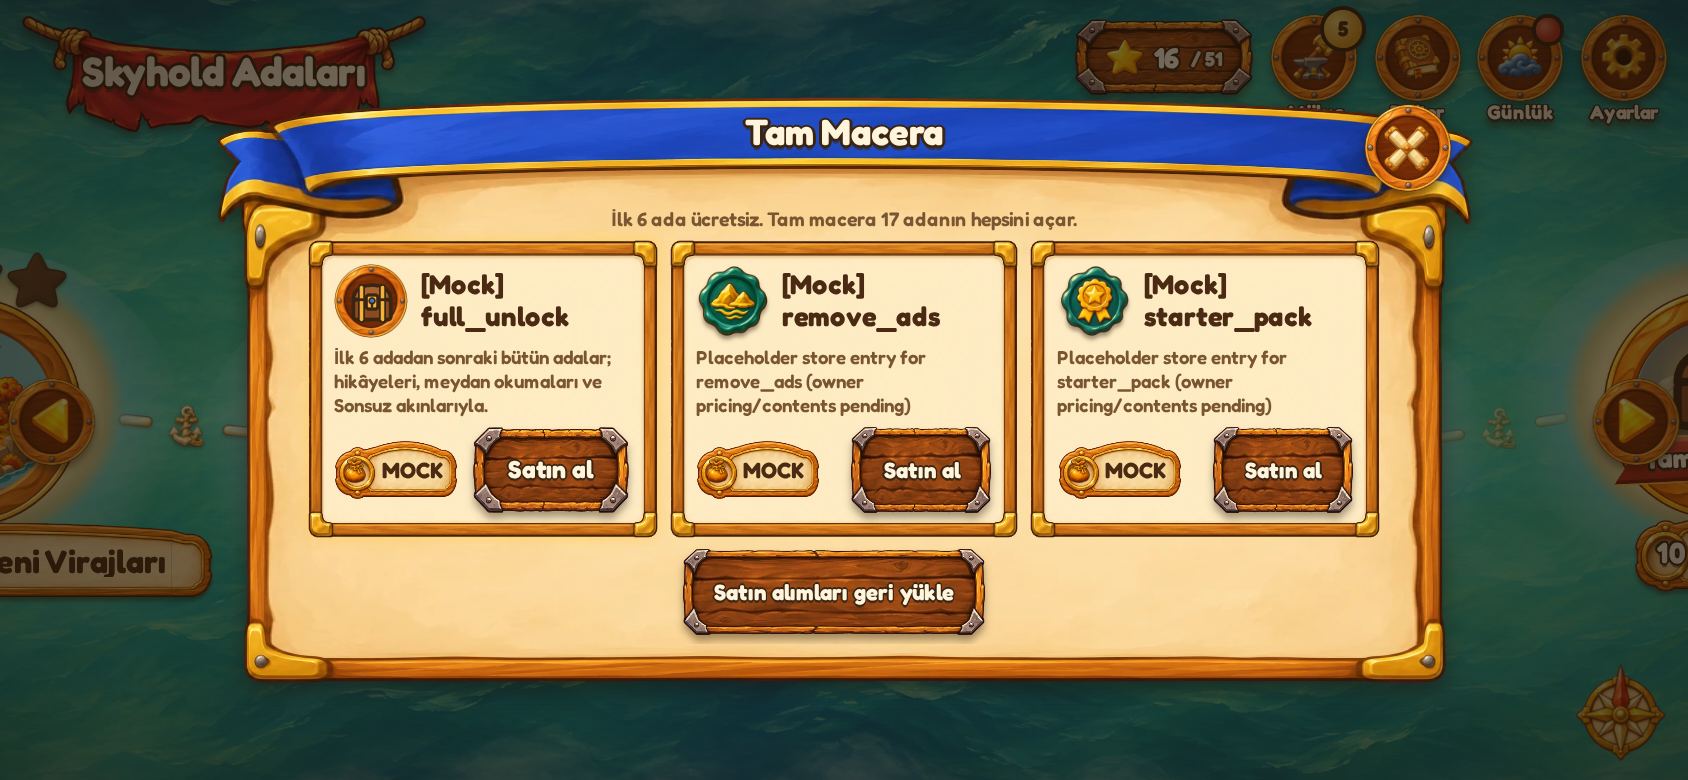 Skyhold Adaları
16 / 51
5
Günlük
Ayarlar
Tam Macera
İlk 6 ada ücretsiz. Tam macera 17 adanın hepsini açar.
[Mock]
full_unlock
İlk 6 adadan sonraki bütün adalar;
hikâyeleri, meydan okumaları ve
Sonsuz akınlarıyla.
MOCK
Satın al
[Mock]
remove_ads
Placeholder store entry for
remove_ads (owner
pricing/contents pending)
MOCK
Satın al
[Mock]
starter_pack
Placeholder store entry for
starter_pack (owner
pricing/contents pending)
MOCK
Satın al
Satın alımları geri yükle
eni Virajları
10